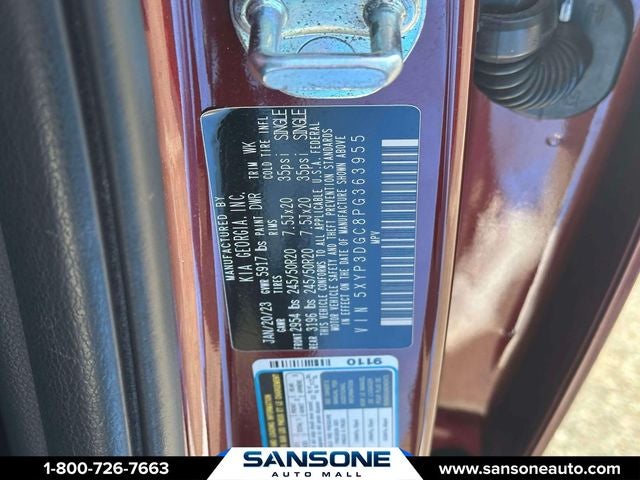 MANUFACTURED BY
KIA GEORGIA, INC.
JAN/20/23 GVWR 5917 lbs PAINT DWR TRIM WK
GAWR TIRES RIMS COLD TIRE INFL
FRONT 2954 lbs 245/50R20 7.5Jx20 35psi SINGLE
REAR 3196 lbs 245/50R20 7.5Jx20 35psi SINGLE
THIS VEHICLE CONFORMS TO ALL APPLICABLE U.S.A. FEDERAL
MOTOR VEHICLE SAFETY AND THEFT PREVENTION STANDARDS
IN EFFECT ON THE DATE OF MANUFACTURE SHOWN ABOVE
VIN 5XYP3DGC8PG363955
MPV
9110
1-800-726-7663
SANSONE
AUTO MALL
www.sansoneauto.com